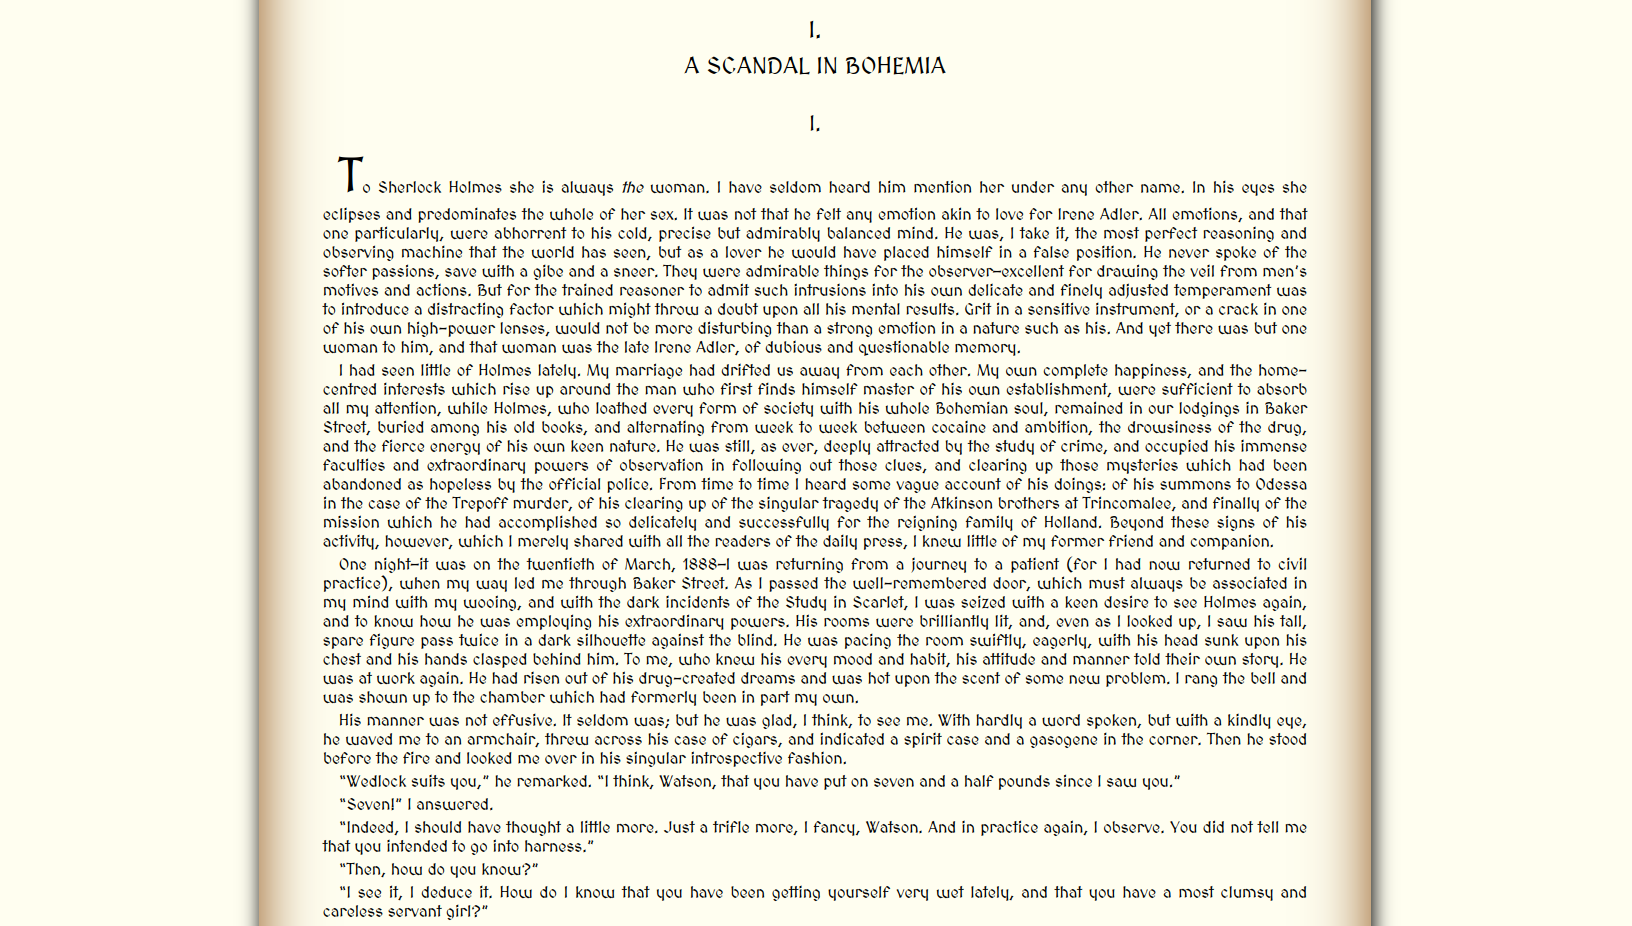 I.
A SCANDAL IN BOHEMIA
I.
To Sherlock Holmes she is always the woman. I have seldom heard him mention her under any other name. In his eyes she
eclipses and predominates the whole of her sex. It was not that he felt any emotion akin to love for Irene Adler. All emotions, and that
one particularly, were abhorrent to his cold, precise but admirably balanced mind. He was, I take it, the most perfect reasoning and
observing machine that the world has seen, but as a lover he would have placed himself in a false position. He never spoke of the
softer passions, save with a gibe and a sneer. They were admirable things for the observer—excellent for drawing the veil from men's
motives and actions. But for the trained reasoner to admit such intrusions into his own delicate and finely adjusted temperament was
to introduce a distracting factor which might throw a doubt upon all his mental results. Grit in a sensitive instrument, or a crack in one
of his own high-power lenses, would not be more disturbing than a strong emotion in a nature such as his. And yet there was but one
woman to him, and that woman was the late Irene Adler, of dubious and questionable memory.
I had seen little of Holmes lately. My marriage had drifted us away from each other. My own complete happiness, and the home-
centred interests which rise up around the man who first finds himself master of his own establishment, were sufficient to absorb
all my attention, while Holmes, who loathed every form of society with his whole Bohemian soul, remained in our lodgings in Baker
Street, buried among his old books, and alternating from week to week between cocaine and ambition, the drowsiness of the drug,
and the fierce energy of his own keen nature. He was still, as ever, deeply attracted by the study of crime, and occupied his immense
faculties and extraordinary powers of observation in following out those clues, and clearing up those mysteries which had been
abandoned as hopeless by the official police. From time to time I heard some vague account of his doings: of his summons to Odessa
in the case of the Trepoff murder, of his clearing up of the singular tragedy of the Atkinson brothers at Trincomalee, and finally of the
mission which he had accomplished so delicately and successfully for the reigning family of Holland. Beyond these signs of his
activity, however, which I merely shared with all the readers of the daily press, I knew little of my former friend and companion.
One night—it was on the twentieth of March, 1888—I was returning from a journey to a patient (for I had now returned to civil
practice), when my way led me through Baker Street. As I passed the well-remembered door, which must always be associated in
my mind with my wooing, and with the dark incidents of the Study in Scarlet, I was seized with a keen desire to see Holmes again,
and to know how he was employing his extraordinary powers. His rooms were brilliantly lit, and, even as I looked up, I saw his tall,
spare figure pass twice in a dark silhouette against the blind. He was pacing the room swiftly, eagerly, with his head sunk upon his
chest and his hands clasped behind him. To me, who knew his every mood and habit, his attitude and manner told their own story. He
was at work again. He had risen out of his drug-created dreams and was hot upon the scent of some new problem. I rang the bell and
was shown up to the chamber which had formerly been in part my own.
His manner was not effusive. It seldom was; but he was glad, I think, to see me. With hardly a word spoken, but with a kindly eye,
he waved me to an armchair, threw across his case of cigars, and indicated a spirit case and a gasogene in the corner. Then he stood
before the fire and looked me over in his singular introspective fashion.
"Wedlock suits you," he remarked. "I think, Watson, that you have put on seven and a half pounds since I saw you."
"Seven!" I answered.
"Indeed, I should have thought a little more. Just a trifle more, I fancy, Watson. And in practice again, I observe. You did not tell me
that you intended to go into harness."
"Then, how do you know?"
"I see it, I deduce it. How do I know that you have been getting yourself very wet lately, and that you have a most clumsy and
careless servant girl?"